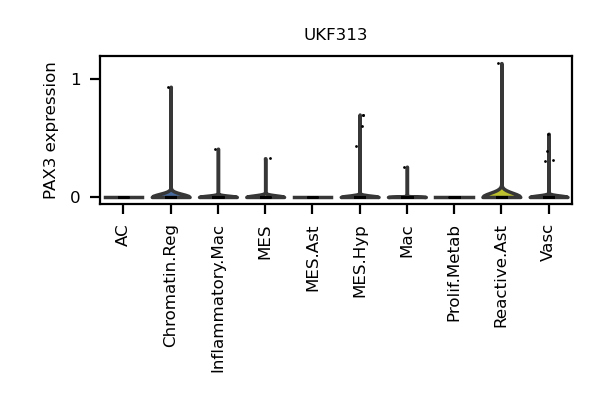 UKF313
PAX3 expression
1
0
AC
Chromatin.Reg
Inflammatory.Mac
MES
MES.Ast
MES.Hyp
Mac
Prolif.Metab
Reactive.Ast
Vasc